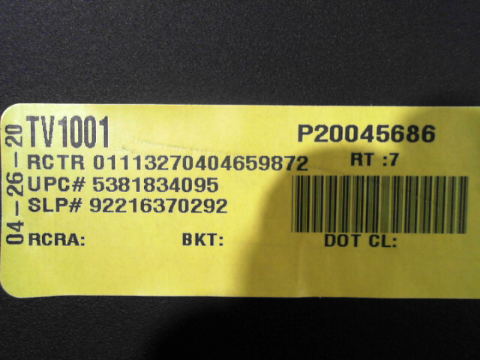 04-26-20
TV1001 P20045686
RCTR 01113270404659872 RT :7
UPC# 5381834095
SLP# 92216370292
RCRA: BKT: DOT CL: